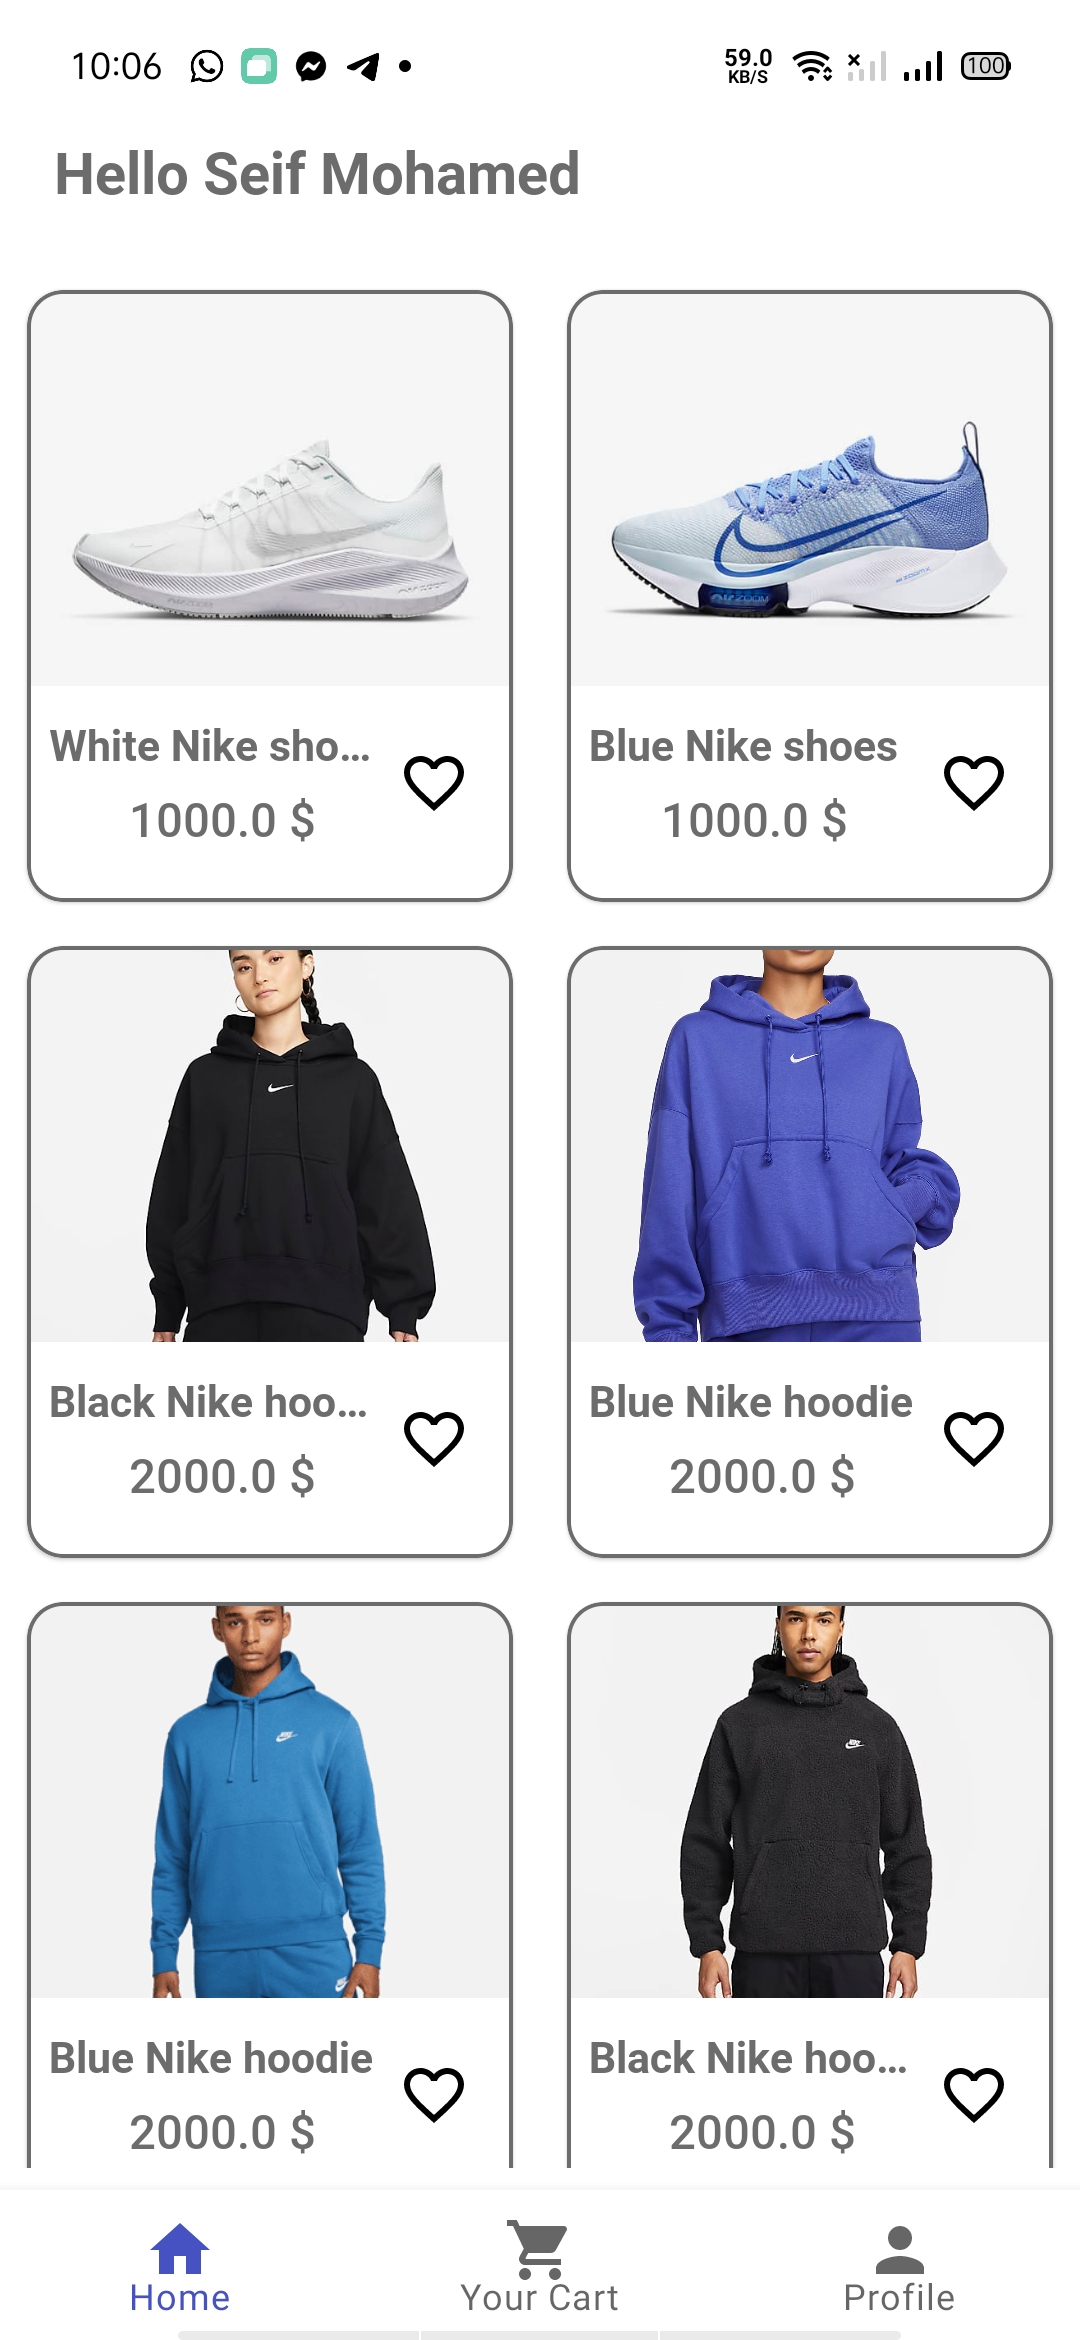 10:06 59.0 KB/S 100
Hello Seif Mohamed
White Nike sho...
1000.0 $
Blue Nike shoes
1000.0 $
Black Nike hoo...
2000.0 $
Blue Nike hoodie
2000.0 $
Blue Nike hoodie
2000.0 $
Black Nike hoo...
2000.0 $
Home
Your Cart
Profile